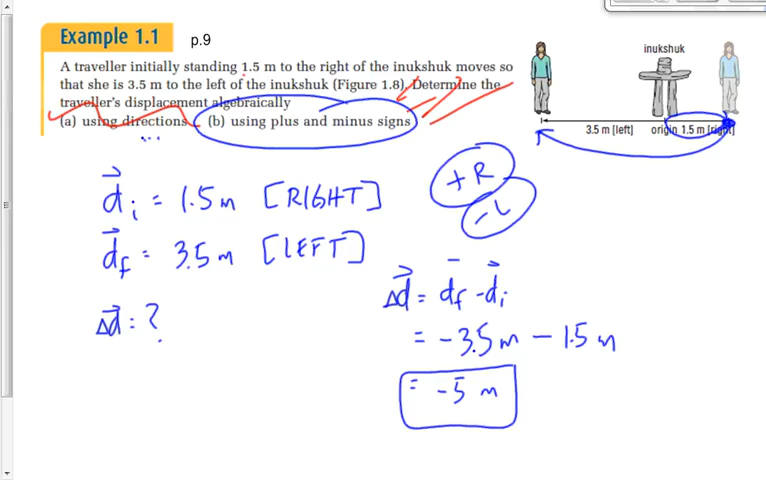 Example 1.1
p.9
A traveller initially standing 1.5 m to the right of the inukshuk moves so
that she is 3.5 m to the left of the inukshuk (Figure 1.8). Determine the
traveller's displacement algebraically
(a) using directions (b) using plus and minus signs
...
inukshuk
3.5 m [left] origin 1.5 m [right]
+R
-L
d⃗i = 1.5 m [RIGHT]
d⃗f = 3.5 m [LEFT]
Δd⃗ = ?
Δd⃗ = d⃗f - d⃗i
= -3.5 m - 1.5 m
= -5 m